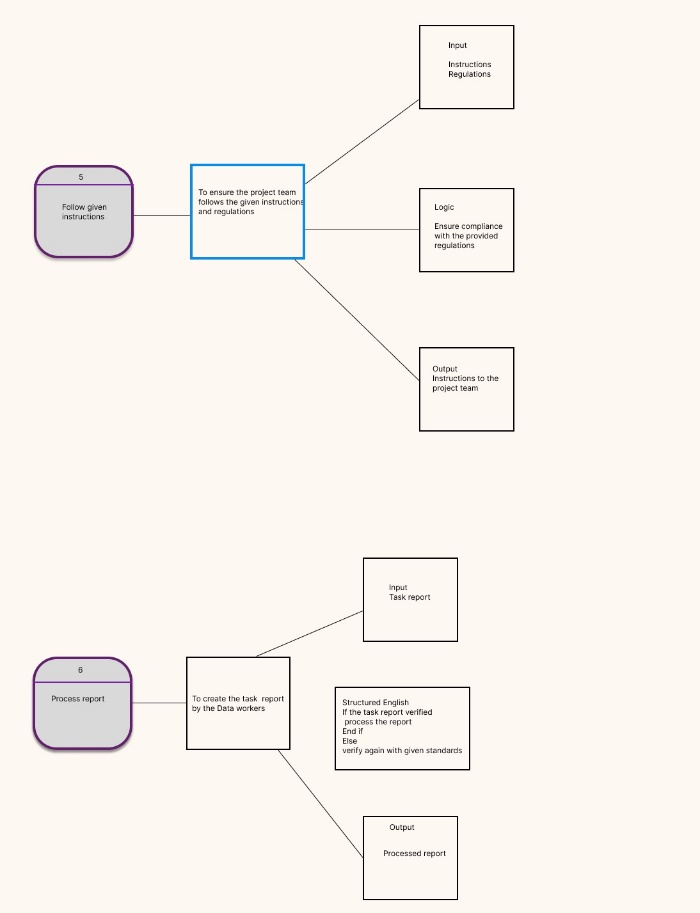 Input
Instructions
Regulations
5
Follow given
instructions
To ensure the project team
follows the given instructions
and regulations
Logic
Ensure compliance
with the provided
regulations
Output
Instructions to the
project team
Input
Task report
6
Process report
To create the task report
by the Data workers
Structured English
If the task report verified
process the report
End if
Else
verify again with given standards
Output
Processed report